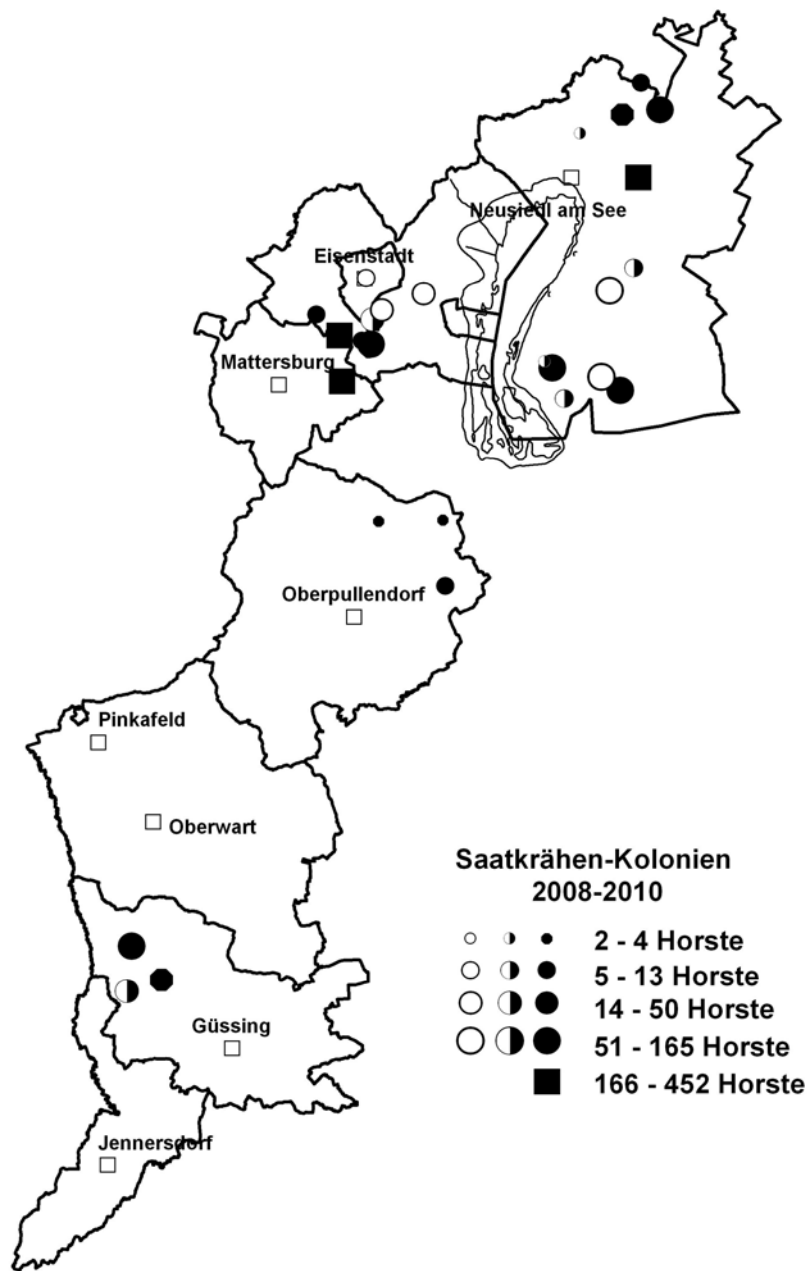 Neusiedl am See
Eisenstadt
Mattersburg
Oberpullendorf
Pinkafeld
Oberwart
Saatkrähen-Kolonien
2008-2010
2 - 4 Horste
5 - 13 Horste
14 - 50 Horste
51 - 165 Horste
166 - 452 Horste
Güssing
Jennersdorf